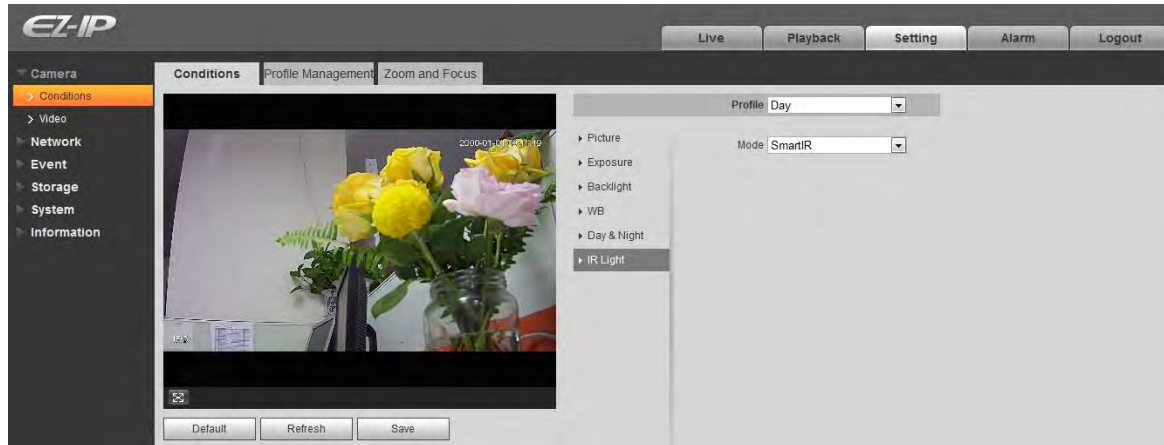 EZ-IP
Live
Playback
Setting
Alarm
Logout
Camera
> Conditions
> Video
Network
Event
Storage
System
Information
Conditions
Profile Management
Zoom and Focus
Default
Refresh
Save
Profile Day
Picture
Exposure
Backlight
WB
Day & Night
IR Light
Mode SmartIR